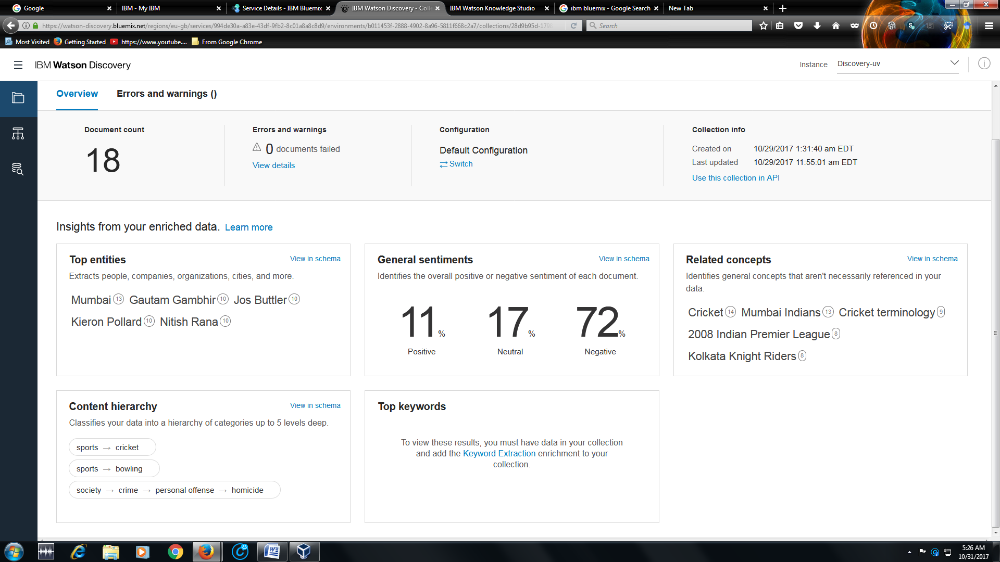 Google
IBM - My IBM
Service Details - IBM Bluemix
IBM Watson Discovery - Coll
IBM Watson Knowledge Studio
ibm bluemix - Google Search
New Tab
https://watson-discovery.bluemix.net/regions/eu-gb/services/994de30a-a83e-43df-9fb2-8c01a8a8c8d9/environments/b011453f-2888-4902-8a96-5811f668c2a7/collections/28d9b95d-1798
Search
Most Visited
Getting Started
https://www.youtube....
From Google Chrome
IBM Watson Discovery
Instance
Discovery-uv
Overview
Errors and warnings ()
Document count
18
Errors and warnings
0 documents failed
View details
Configuration
Default Configuration
Switch
Collection info
Created on 10/29/2017 1:31:40 am EDT
Last updated 10/29/2017 11:55:01 am EDT
Use this collection in API
Insights from your enriched data. Learn more
Top entities
View in schema
Extracts people, companies, organizations, cities, and more.
Mumbai 13 Gautam Gambhir 10 Jos Buttler 10
Kieron Pollard 10 Nitish Rana 10
General sentiments
View in schema
Identifies the overall positive or negative sentiment of each document.
11 % 17 % 72 %
Positive Neutral Negative
Related concepts
View in schema
Identifies general concepts that aren't necessarily referenced in your
data.
Cricket 14 Mumbai Indians 13 Cricket terminology 9
2008 Indian Premier League 8
Kolkata Knight Riders 8
Content hierarchy
View in schema
Classifies your data into a hierarchy of categories up to 5 levels deep.
sports → cricket
sports → bowling
society → crime → personal offense → homicide
Top keywords
To view these results, you must have data in your collection
and add the Keyword Extraction enrichment to your
collection.
5:26 AM
10/31/2017